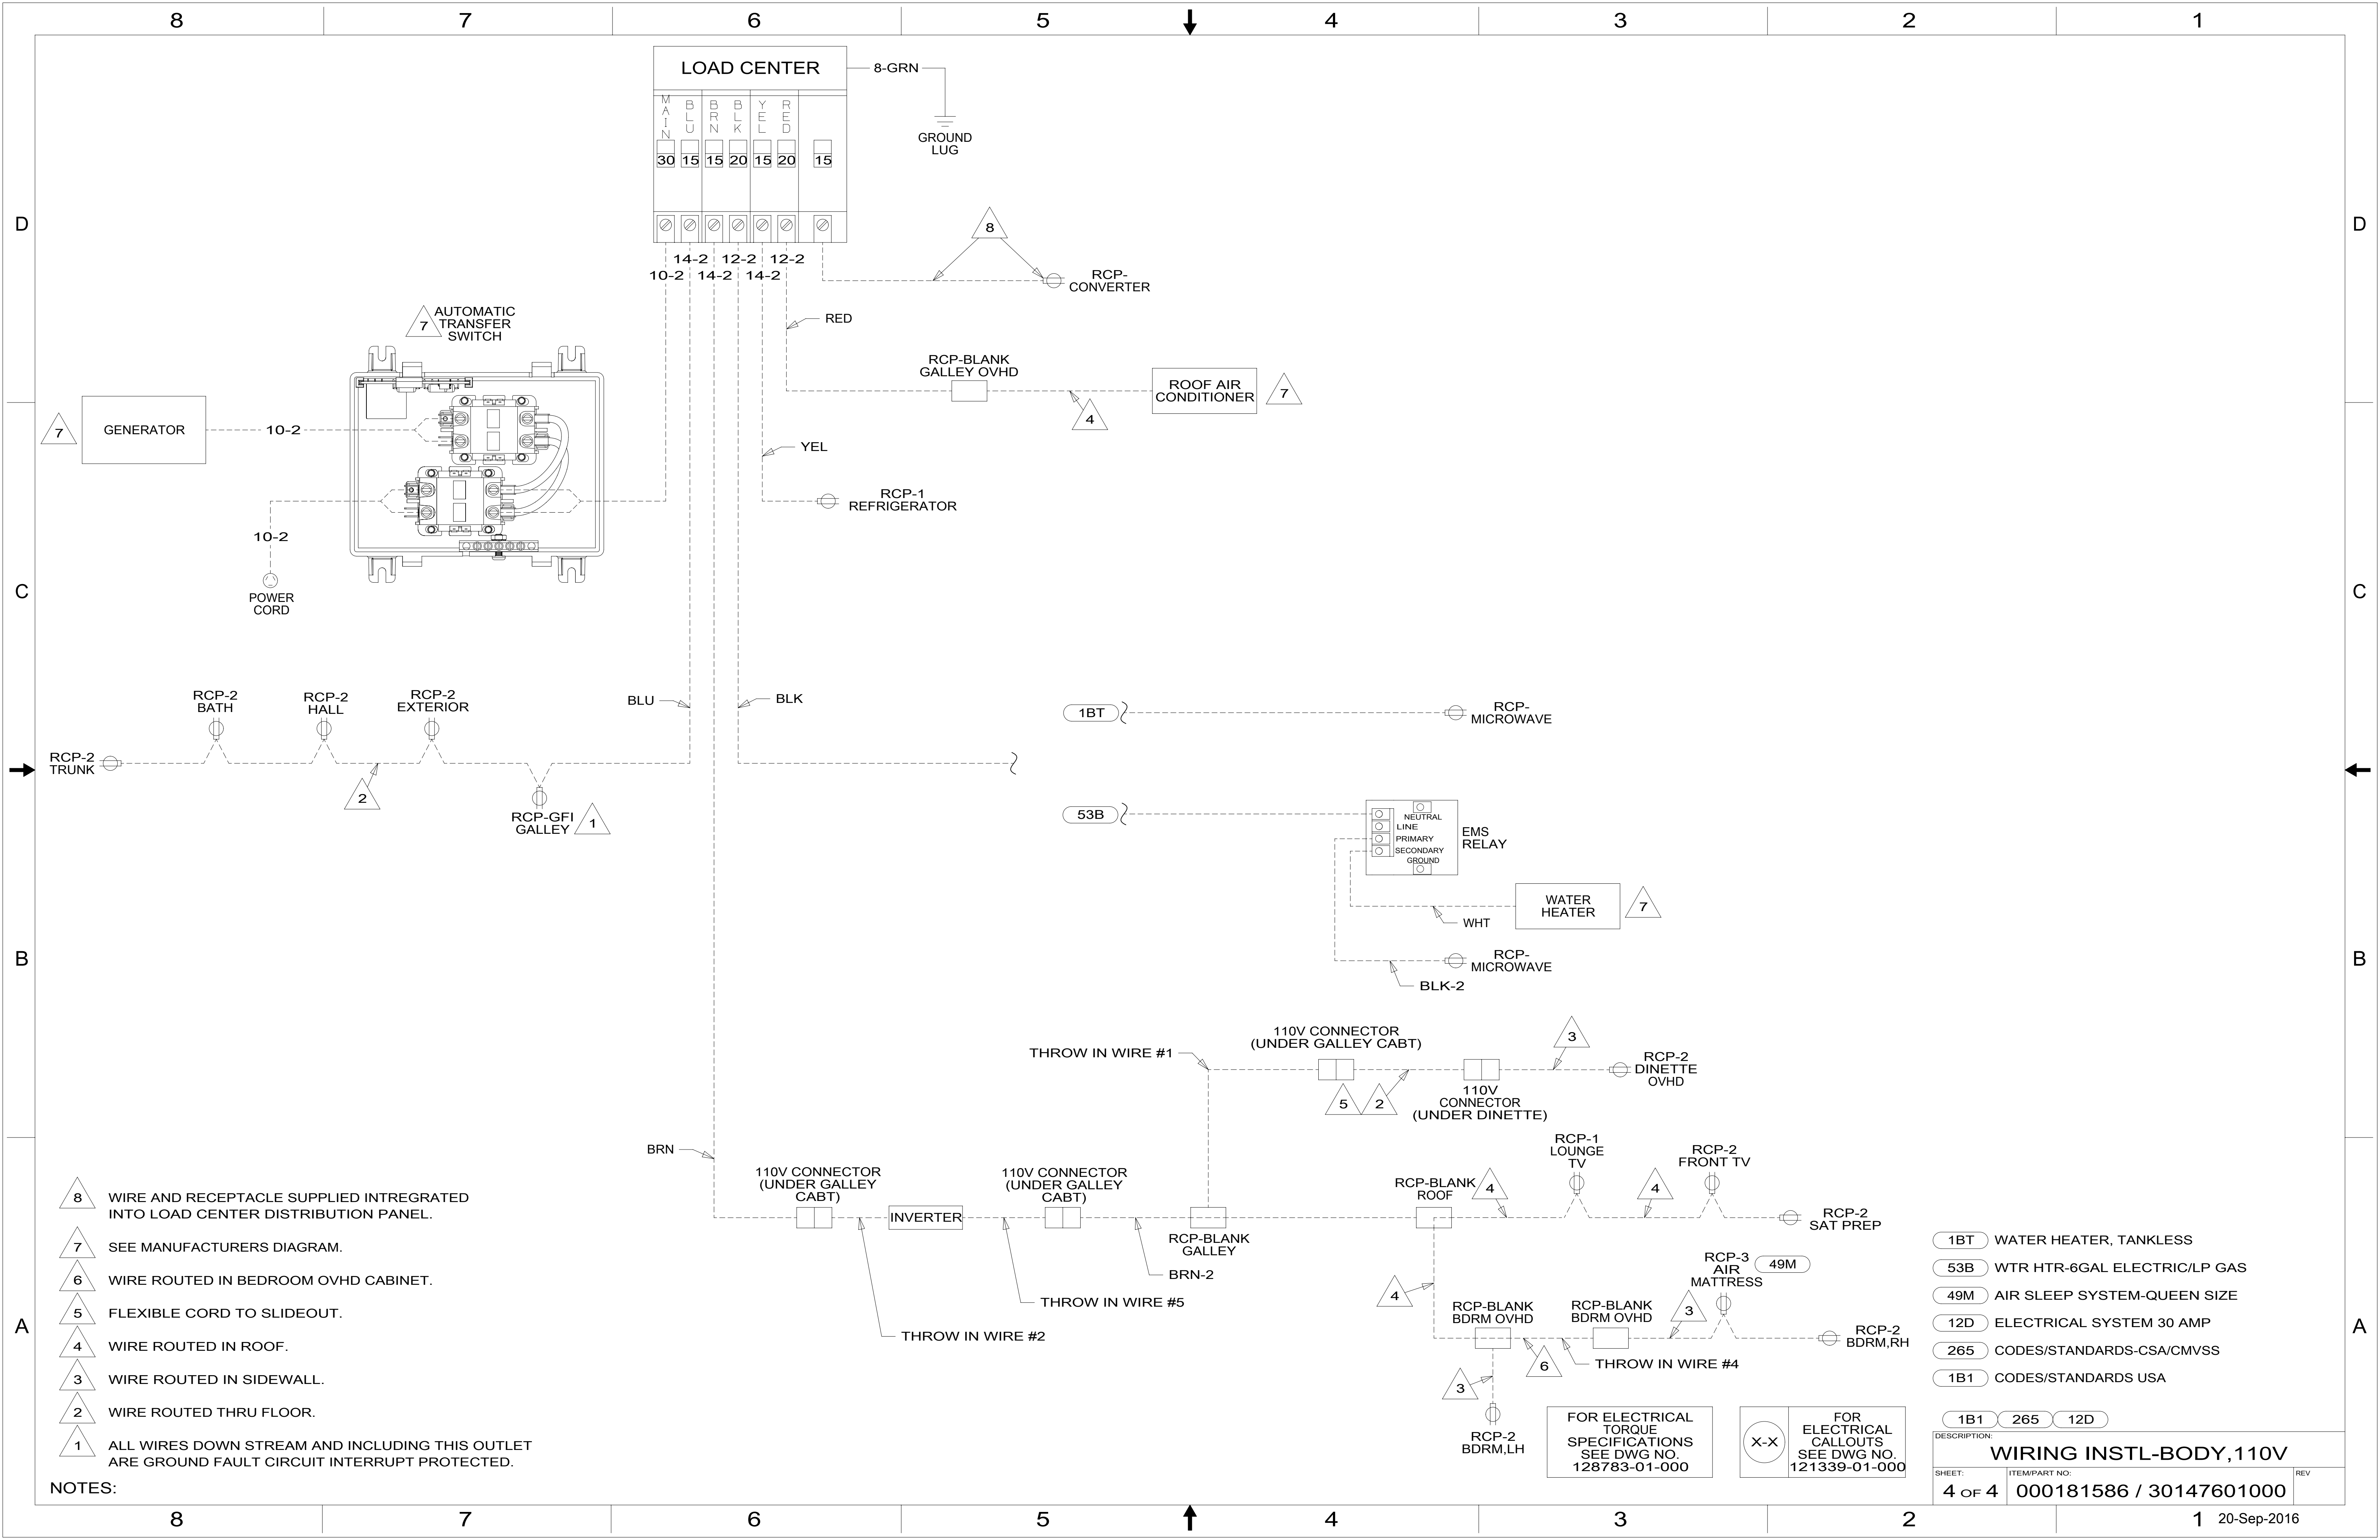 8 7 6 5 4 3 2 1
LOAD CENTER
8-GRN
GROUND
LUG
MAIN BLU BRN BLK YEL RED
30 15 15 20 15 20 15
14-2 12-2 12-2
10-2 14-2 14-2
8
RCP-
CONVERTER
D
D
RED
7
AUTOMATIC
TRANSFER
SWITCH
RCP-BLANK
GALLEY OVHD
ROOF AIR
CONDITIONER
7
4
7
GENERATOR
10-2
YEL
RCP-1
REFRIGERATOR
10-2
POWER
CORD
C
C
RCP-2
BATH
RCP-2
HALL
RCP-2
EXTERIOR
BLU
BLK
1BT
RCP-
MICROWAVE
RCP-2
TRUNK
2
RCP-GFI
GALLEY
1
53B
NEUTRAL
LINE
PRIMARY
SECONDARY
GROUND
EMS
RELAY
WATER
HEATER
7
WHT
RCP-
MICROWAVE
BLK-2
B
B
THROW IN WIRE #1
110V CONNECTOR
(UNDER GALLEY CABT)
3
RCP-2
DINETTE
OVHD
5
2
110V
CONNECTOR
(UNDER DINETTE)
BRN
110V CONNECTOR
(UNDER GALLEY
CABT)
110V CONNECTOR
(UNDER GALLEY
CABT)
INVERTER
RCP-BLANK
GALLEY
RCP-BLANK
ROOF
4
RCP-1
LOUNGE
TV
4
RCP-2
FRONT TV
RCP-2
SAT PREP
BRN-2
THROW IN WIRE #5
THROW IN WIRE #2
4
RCP-BLANK
BDRM OVHD
RCP-BLANK
BDRM OVHD
3
RCP-3
AIR
MATTRESS
49M
RCP-2
BDRM,RH
6
THROW IN WIRE #4
3
RCP-2
BDRM,LH
A
A
8 WIRE AND RECEPTACLE SUPPLIED INTREGRATED
INTO LOAD CENTER DISTRIBUTION PANEL.
7 SEE MANUFACTURERS DIAGRAM.
6 WIRE ROUTED IN BEDROOM OVHD CABINET.
5 FLEXIBLE CORD TO SLIDEOUT.
4 WIRE ROUTED IN ROOF.
3 WIRE ROUTED IN SIDEWALL.
2 WIRE ROUTED THRU FLOOR.
1 ALL WIRES DOWN STREAM AND INCLUDING THIS OUTLET
ARE GROUND FAULT CIRCUIT INTERRUPT PROTECTED.
NOTES:
1BT WATER HEATER, TANKLESS
53B WTR HTR-6GAL ELECTRIC/LP GAS
49M AIR SLEEP SYSTEM-QUEEN SIZE
12D ELECTRICAL SYSTEM 30 AMP
265 CODES/STANDARDS-CSA/CMVSS
1B1 CODES/STANDARDS USA
FOR ELECTRICAL
TORQUE
SPECIFICATIONS
SEE DWG NO.
128783-01-000
X-X
FOR
ELECTRICAL
CALLOUTS
SEE DWG NO.
121339-01-000
1B1 265 12D
DESCRIPTION:
WIRING INSTL-BODY,110V
SHEET:
4 OF 4
ITEM/PART NO:
000181586 / 30147601000
REV
8 7 6 5 4 3 2 1
20-Sep-2016